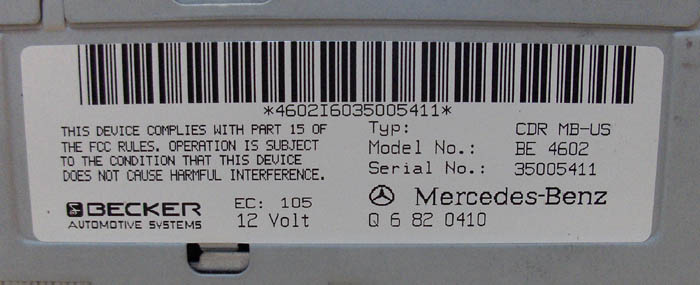 *4602I6035005411*
THIS DEVICE COMPLIES WITH PART 15 OF
THE FCC RULES. OPERATION IS SUBJECT
TO THE CONDITION THAT THIS DEVICE
DOES NOT CAUSE HARMFUL INTERFERENCE.
Typ: CDR MB-US
Model No.: BE 4602
Serial No.: 35005411
BECKER
AUTOMOTIVE SYSTEMS
EC: 105
12 Volt
Mercedes-Benz
Q 6 82 0410